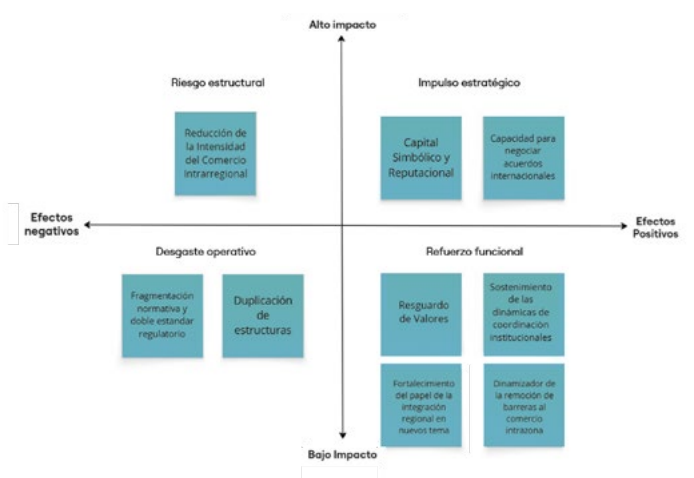 Alto impacto
Riesgo estructural
Impulso estratégico
Reducción de
la Intensidad
del Comercio
Intrarregional
Capital
Simbólico y
Reputacional
Capacidad para
negociar
acuerdos
internacionales
Efectos
negativos
Efectos
Positivos
Desgaste operativo
Refuerzo funcional
Fragmentación
normativa y
doble estandar
regulatorio
Duplicación
de
estructuras
Resguardo
de Valores
Sostenimiento
de las
dinámicas de
coordinación
institucionales
Fortalecimiento
del papel de la
integración
regional en
nuevos tema
Dinamizador de
la remoción de
barreras al
comercio
intrazona
Bajo Impacto